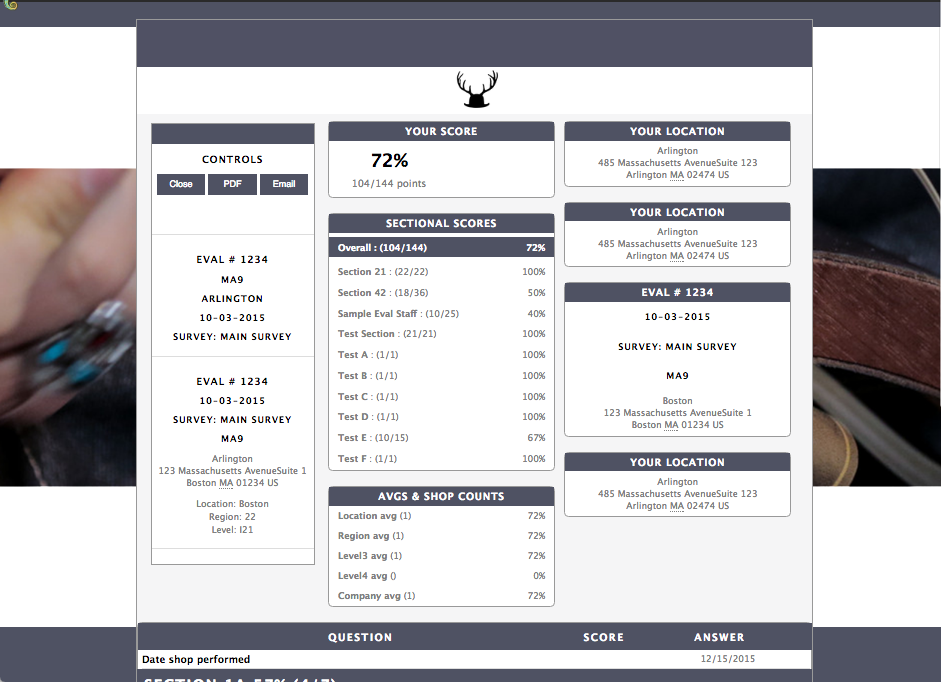 CONTROLS
Close PDF Email
EVAL # 1234
MA9
ARLINGTON
10-03-2015
SURVEY: MAIN SURVEY
EVAL # 1234
10-03-2015
SURVEY: MAIN SURVEY
MA9
Arlington
123 Massachusetts AvenueSuite 1
Boston MA 01234 US
Location: Boston
Region: 22
Level: I21
YOUR SCORE
72%
104/144 points
SECTIONAL SCORES
Overall : (104/144) 72%
Section 21 : (22/22) 100%
Section 42 : (18/36) 50%
Sample Eval Staff : (10/25) 40%
Test Section : (21/21) 100%
Test A : (1/1) 100%
Test B : (1/1) 100%
Test C : (1/1) 100%
Test D : (1/1) 100%
Test E : (10/15) 67%
Test F : (1/1) 100%
AVGS & SHOP COUNTS
Location avg (1) 72%
Region avg (1) 72%
Level3 avg (1) 72%
Level4 avg () 0%
Company avg (1) 72%
YOUR LOCATION
Arlington
485 Massachusetts AvenueSuite 123
Arlington MA 02474 US
YOUR LOCATION
Arlington
485 Massachusetts AvenueSuite 123
Arlington MA 02474 US
EVAL # 1234
10-03-2015
SURVEY: MAIN SURVEY
MA9
Boston
123 Massachusetts AvenueSuite 1
Boston MA 01234 US
YOUR LOCATION
Arlington
485 Massachusetts AvenueSuite 123
Arlington MA 02474 US
QUESTION SCORE ANSWER
Date shop performed 12/15/2015
SECTION 1A 57% (4/7)